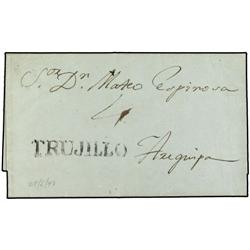 Sor. Dn. Mateo Espinosa
4
TRUJILLO
Arequipa